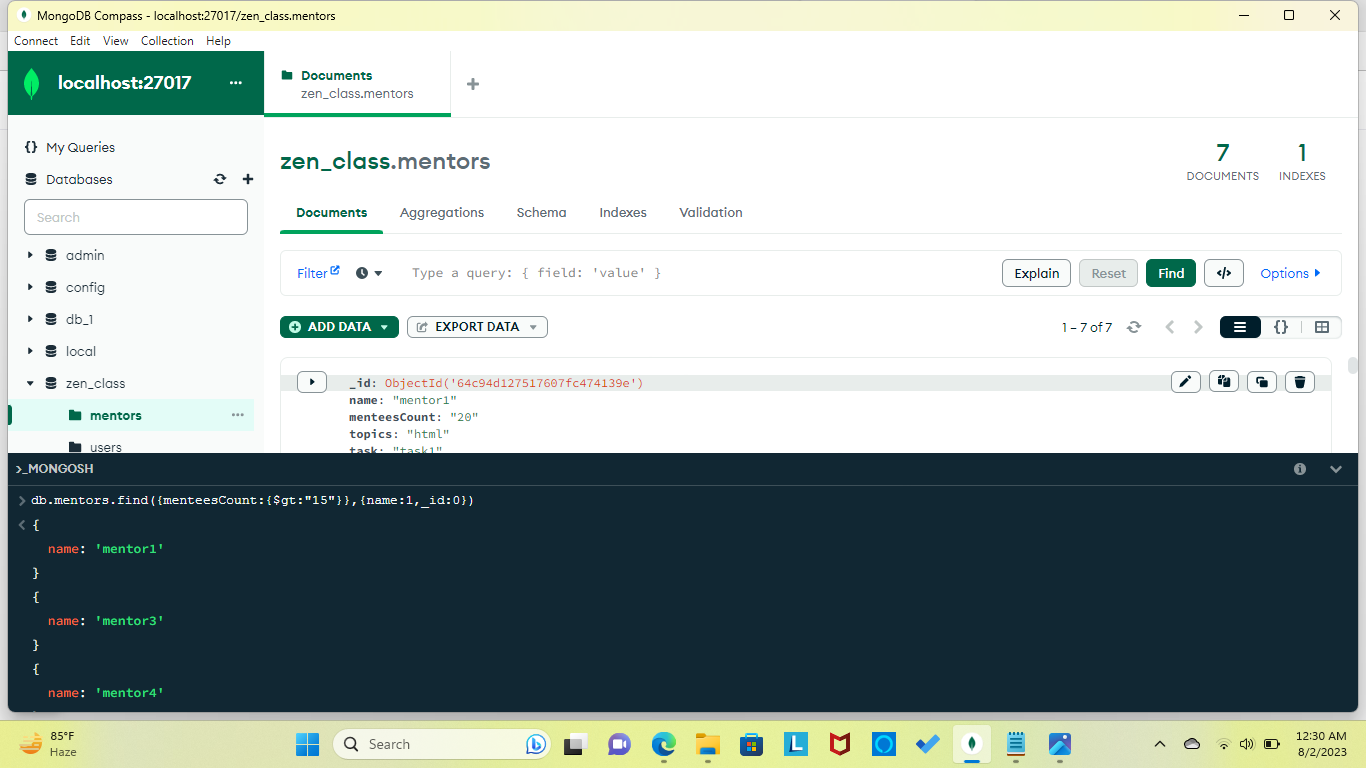 MongoDB Compass - localhost:27017/zen_class.mentors
Connect Edit View Collection Help
localhost:27017
Documents
zen_class.mentors
My Queries
Databases
Search
admin
config
db_1
local
zen_class
mentors
users
zen_class.mentors
7
DOCUMENTS
1
INDEXES
Documents Aggregations Schema Indexes Validation
Filter
Type a query: { field: 'value' }
Explain Reset Find </> Options
ADD DATA EXPORT DATA
1 – 7 of 7
{}
_id: ObjectId('64c94d127517607fc474139e')
name: "mentor1"
menteesCount: "20"
topics: "html"
task: "task1"
>_MONGOSH
> db.mentors.find({menteesCount:{$gt:"15"}},{name:1,_id:0})
< {
name: 'mentor1'
}
{
name: 'mentor3'
}
{
name: 'mentor4'
85°F
Haze
Search
12:30 AM
8/2/2023